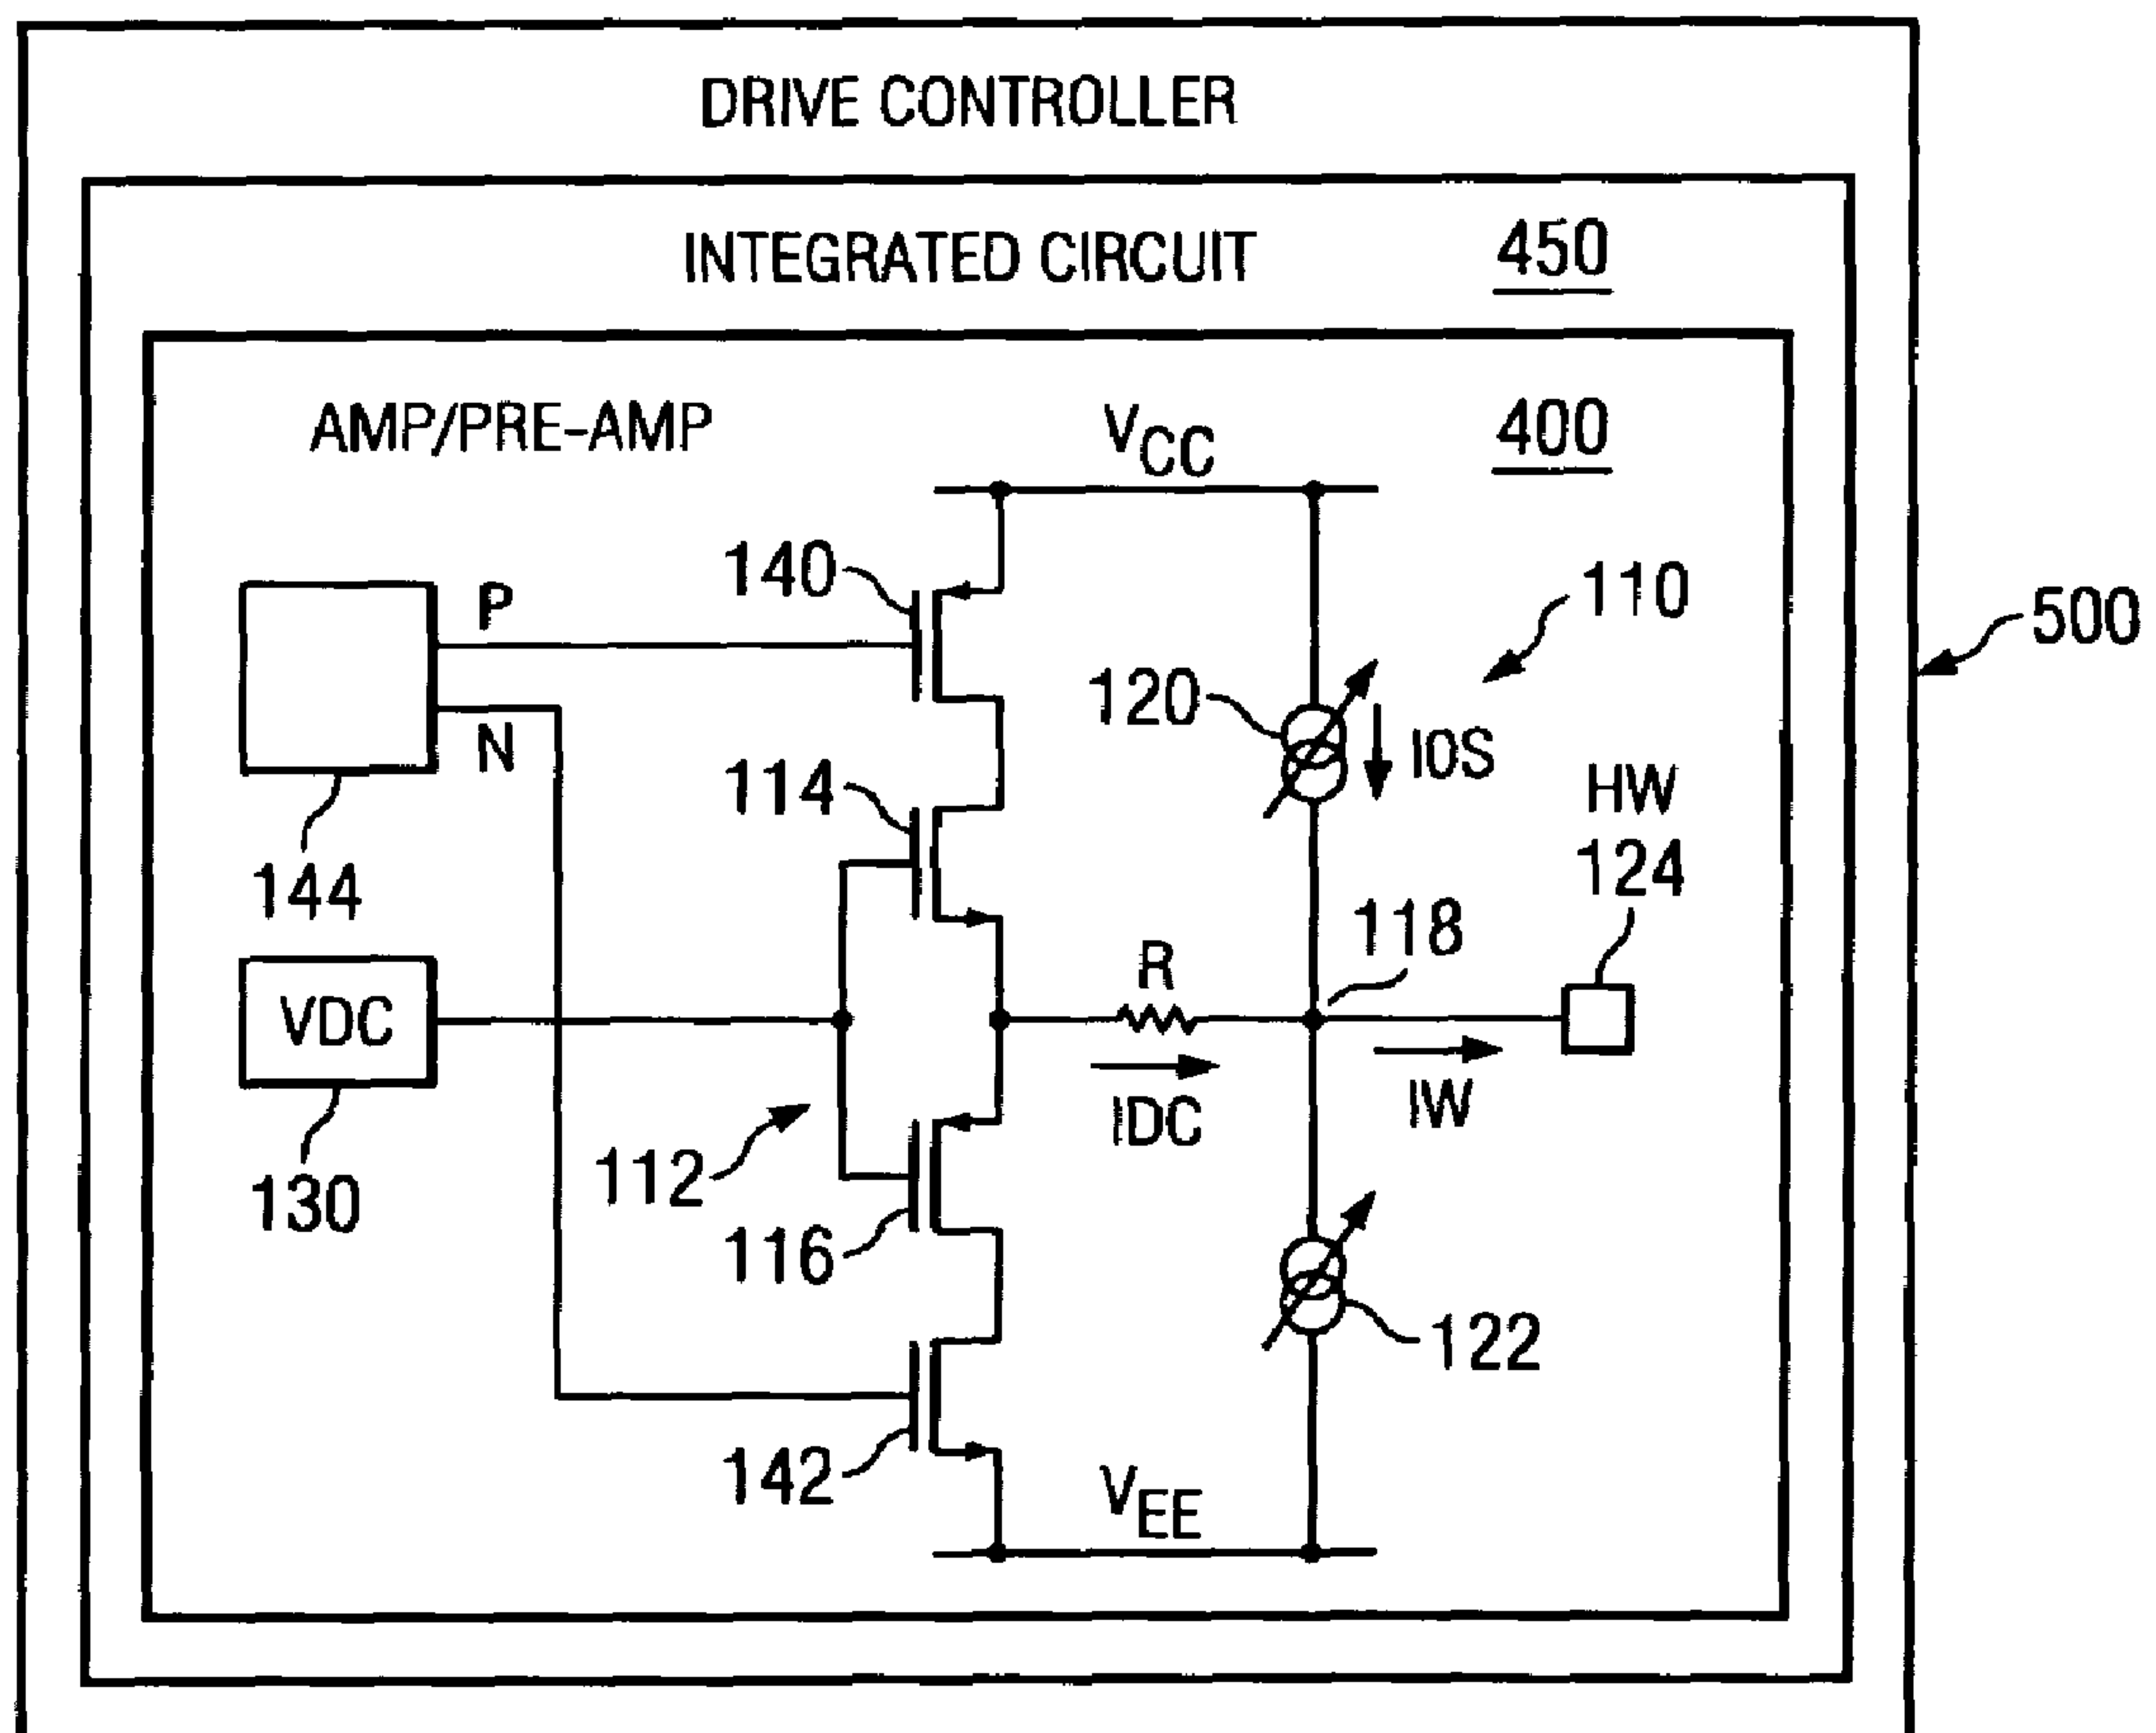 DRIVE CONTROLLER
INTEGRATED CIRCUIT 450
AMP/PRE-AMP
VCC
400
140
P
110
500
120
N
IOS
114
HW
124
144
118
R
VDC
IDC
IW
112
130
116
122
142
VEE